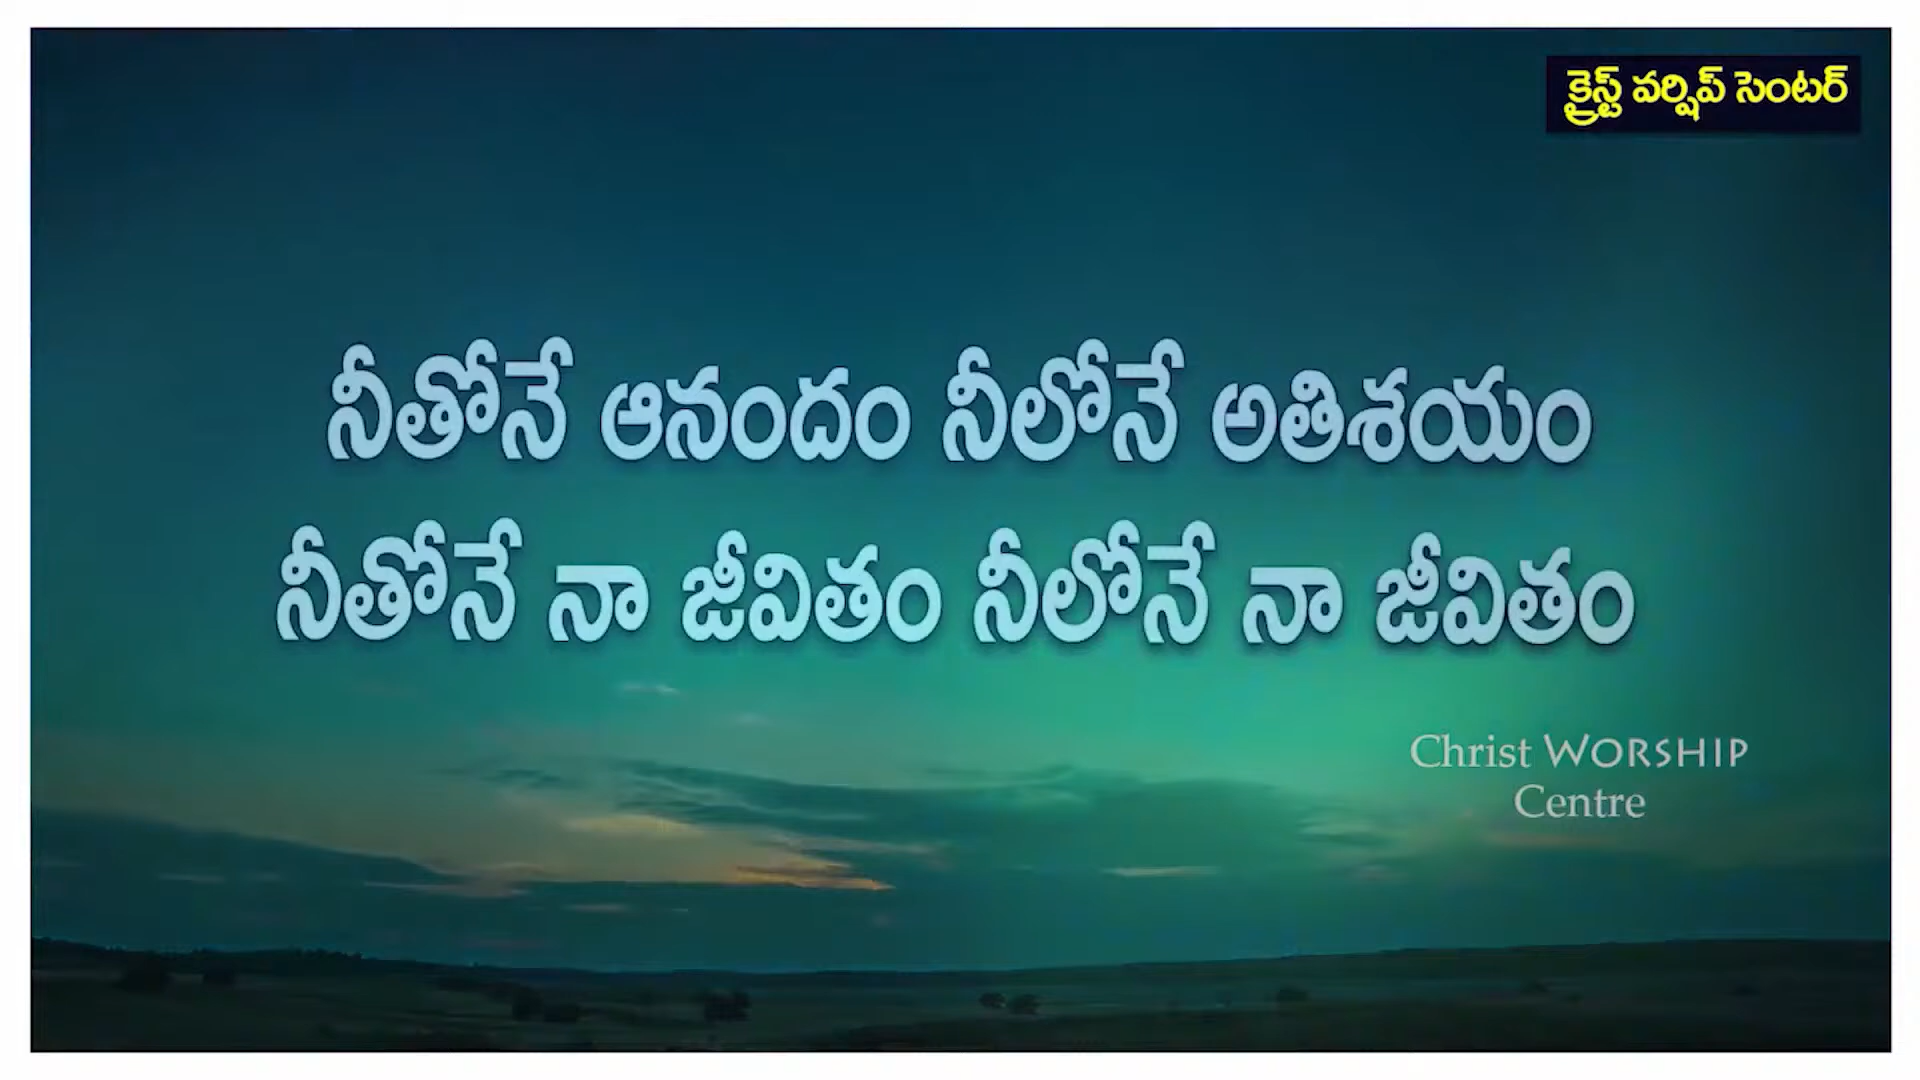 క్రైస్ట్ వర్షిప్ సెంటర్
నీతోనే ఆనందం నీలోనే అతిశయం
నీతోనే నా జీవితం నీలోనే నా జీవితం
Christ WORSHIP
Centre